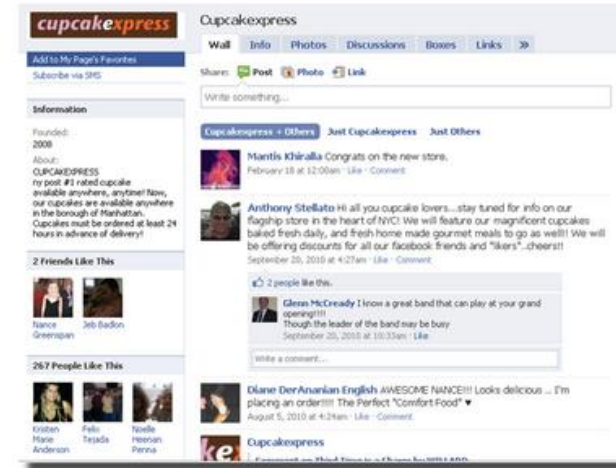 cupcakexpress
Add to My Page's Favorites
Subscribe via SMS
Information
Founded:
2008
About:
CUPCAKEXPRESS
ny post #1 rated cupcake
available anywhere, anytime! Now,
our cupcakes are available anywhere
in the borough of Manhattan.
Cupcakes must be ordered at least 24
hours in advance of delivery!
2 Friends Like This
Nance
Greenspan
Jeb Badlon
267 People Like This
Kristen
Marie
Anderson
Felix
Tejada
Noelle
Heenan
Penna
Cupcakexpress
Wall Info Photos Discussions Boxes Links »
Share: Post Photo Link
Write something...
Cupcakexpress + Others Just Cupcakexpress Just Others
Mantis Khiralla Congrats on the new store.
February 18 at 12:00am · Like · Comment
Anthony Stellato Hi all you cupcake lovers...stay tuned for info on our
flagship store in the heart of NYC! We will feature our magnificent cupcakes
baked fresh daily, and fresh home made gourmet meals to go as well!! We will
be offering discounts for all our facebook friends and "likers"..cheers!!
September 20, 2010 at 4:27am · Like · Comment
2 people like this.
Glenn McCready I know a great band that can play at your grand
opening!!!!
Though the leader of the band may be busy
September 20, 2010 at 10:33am · Like
Write a comment...
Diane DerAnanian English AWESOME NANCE!!! Looks delicious .. I'm
placing an order!!!! The Perfect "Comfort Food" ♥
August 5, 2010 at 4:24am · Like · Comment
ke
Cupcakexpress
Comment on Third Time is a Charm by